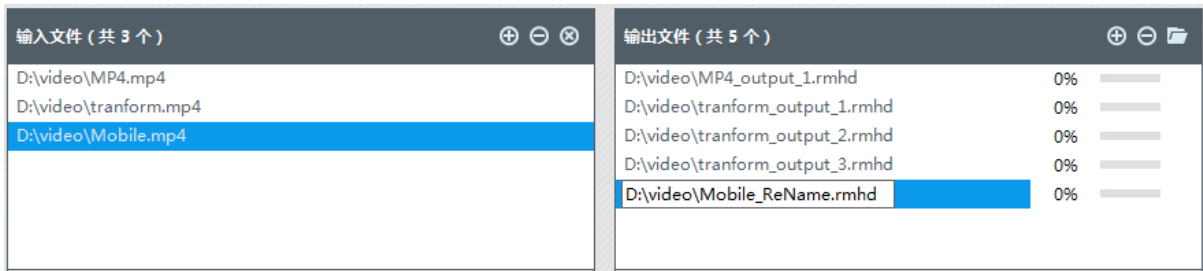 输入文件 ( 共 3 个 )
D:\video\MP4.mp4
D:\video\tranform.mp4
D:\video\Mobile.mp4
输出文件 ( 共 5 个 )
D:\video\MP4_output_1.rmhd 0%
D:\video\tranform_output_1.rmhd 0%
D:\video\tranform_output_2.rmhd 0%
D:\video\tranform_output_3.rmhd 0%
D:\video\Mobile_ReName.rmhd 0%